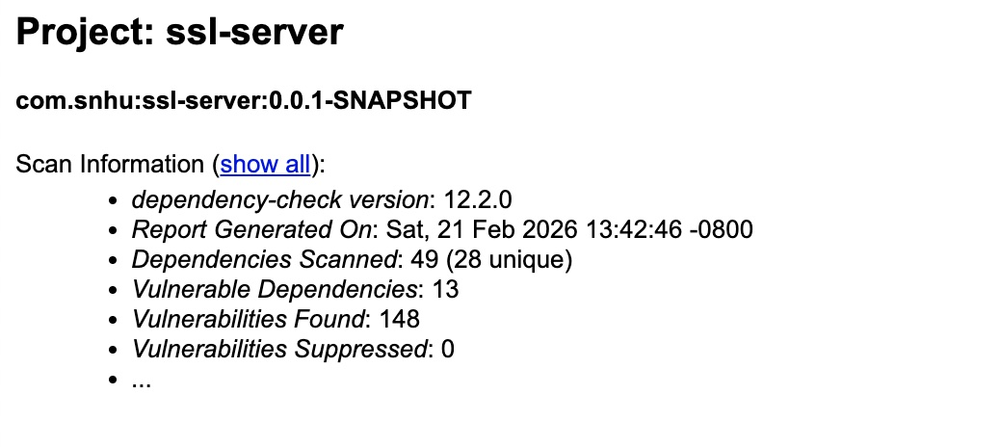 Project: ssl-server
com.snhu:ssl-server:0.0.1-SNAPSHOT
Scan Information (show all):
• dependency-check version: 12.2.0
• Report Generated On: Sat, 21 Feb 2026 13:42:46 -0800
• Dependencies Scanned: 49 (28 unique)
• Vulnerable Dependencies: 13
• Vulnerabilities Found: 148
• Vulnerabilities Suppressed: 0
• ...